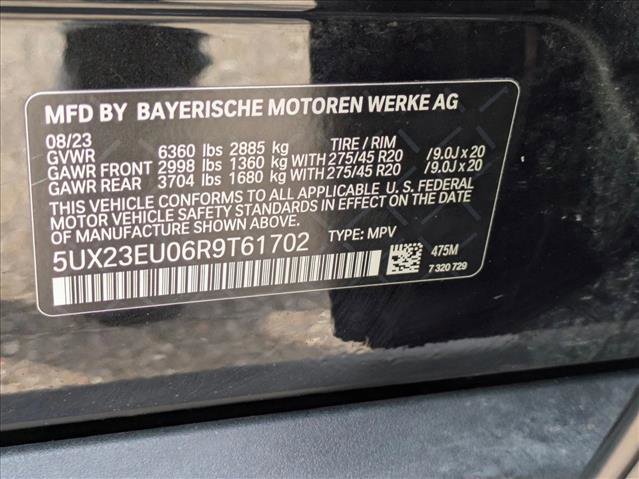 MFD BY BAYERISCHE MOTOREN WERKE AG
08/23 TIRE / RIM
GVWR 6360 lbs 2885 kg
GAWR FRONT 2998 lbs 1360 kg WITH 275/45 R20 /9.0J x 20
GAWR REAR 3704 lbs 1680 kg WITH 275/45 R20 /9.0J x 20
THIS VEHICLE CONFORMS TO ALL APPLICABLE U.S. FEDERAL
MOTOR VEHICLE SAFETY STANDARDS IN EFFECT ON THE DATE
OF MANUFACTURE SHOWN ABOVE.
5UX23EU06R9T61702 TYPE: MPV
475M
7 320 729